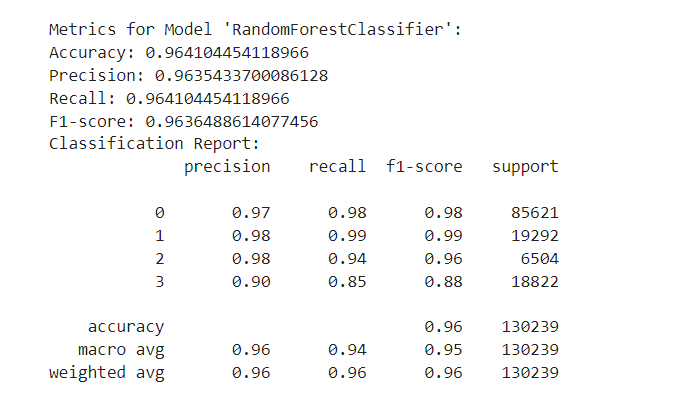 Metrics for Model 'RandomForestClassifier':
Accuracy: 0.964104454118966
Precision: 0.9635433700086128
Recall: 0.964104454118966
F1-score: 0.9636488614077456
Classification Report:
precision recall f1-score support
0 0.97 0.98 0.98 85621
1 0.98 0.99 0.99 19292
2 0.98 0.94 0.96 6504
3 0.90 0.85 0.88 18822
accuracy 0.96 130239
macro avg 0.96 0.94 0.95 130239
weighted avg 0.96 0.96 0.96 130239